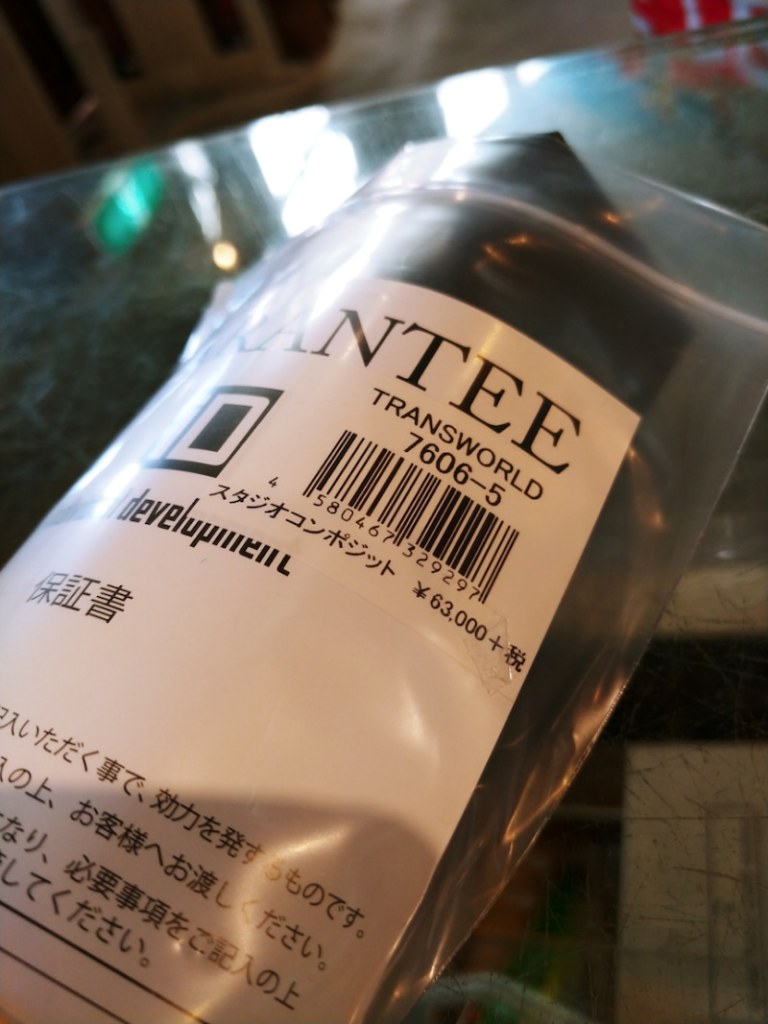 RANTEE
TRANSWORLD
7606-5
4 580467 329297
スタジオコンポジット
¥63,000+税
development
保証書
記入いただく事で、効力を発するものです。
入の上、お客様へお渡しください。
なり、必要事項をご記入の上
してください。